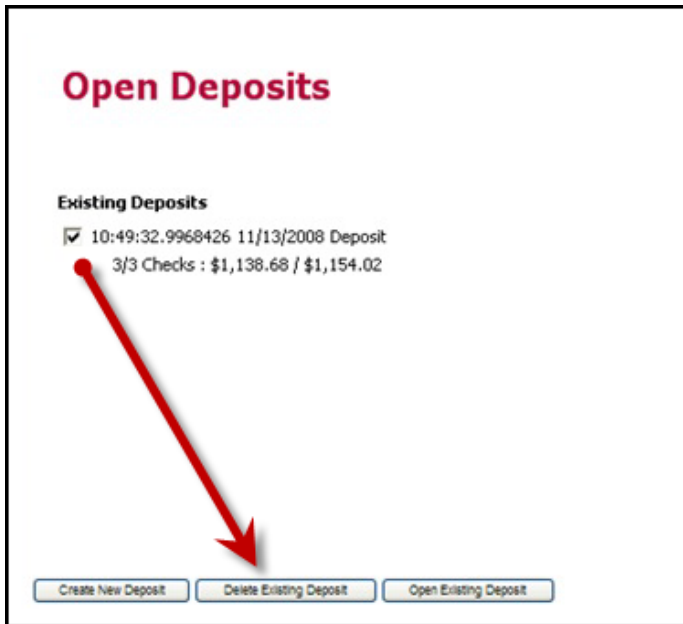 Open Deposits
Existing Deposits
10:49:32.9968426 11/13/2008 Deposit
3/3 Checks : $1,138.68 / $1,154.02
Create New Deposit Delete Existing Deposit Open Existing Deposit